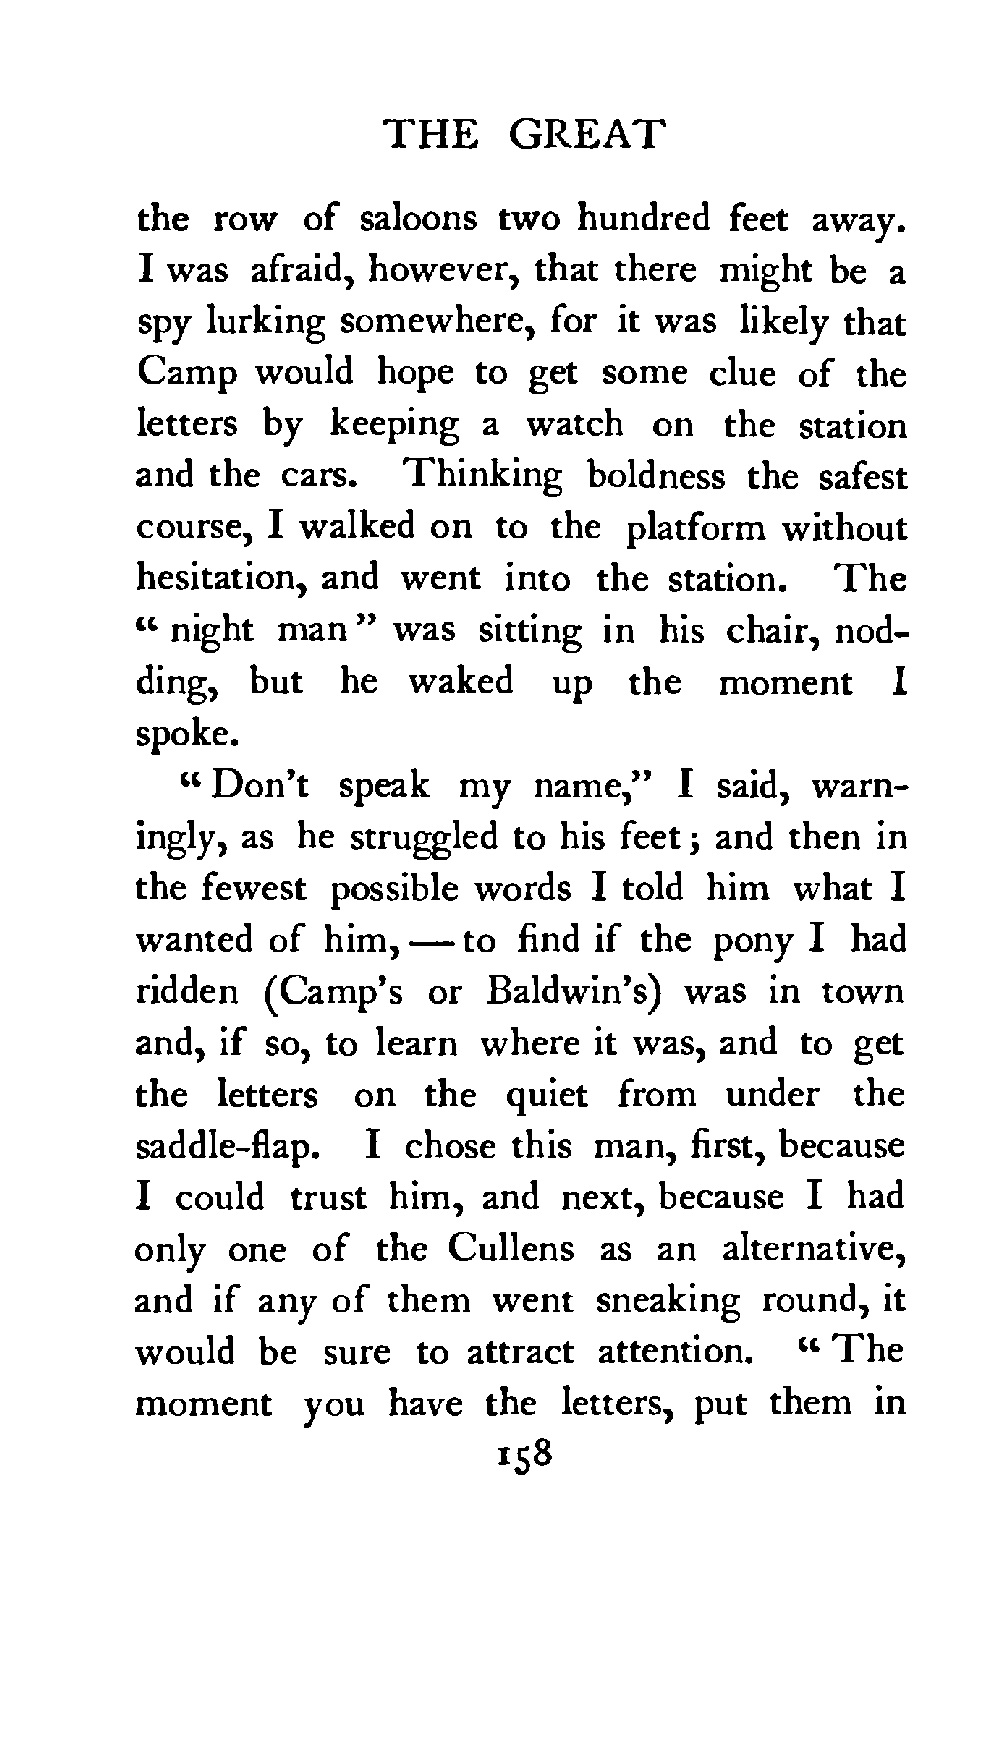 THE GREAT
the row of saloons two hundred feet away.
I was afraid, however, that there might be a
spy lurking somewhere, for it was likely that
Camp would hope to get some clue of the
letters by keeping a watch on the station
and the cars. Thinking boldness the safest
course, I walked on to the platform without
hesitation, and went into the station. The
“ night man ” was sitting in his chair, nod-
ding, but he waked up the moment I
spoke.
“ Don’t speak my name,” I said, warn-
ingly, as he struggled to his feet ; and then in
the fewest possible words I told him what I
wanted of him, — to find if the pony I had
ridden (Camp’s or Baldwin’s) was in town
and, if so, to learn where it was, and to get
the letters on the quiet from under the
saddle-flap. I chose this man, first, because
I could trust him, and next, because I had
only one of the Cullens as an alternative,
and if any of them went sneaking round, it
would be sure to attract attention. “ The
moment you have the letters, put them in
158